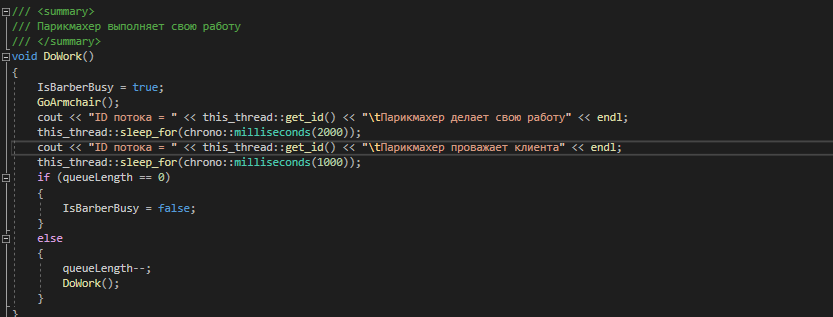 /// <summary>
/// Парикмахер выполняет свою работу
/// </summary>
void DoWork()
{
IsBarberBusy = true;
GoArmchair();
cout << "ID потока = " << this_thread::get_id() << "\tПарикмахер делает свою работу" << endl;
this_thread::sleep_for(chrono::milliseconds(2000));
cout << "ID потока = " << this_thread::get_id() << "\tПарикмахер проважает клиента" << endl;
this_thread::sleep_for(chrono::milliseconds(1000));
if (queueLength == 0)
{
IsBarberBusy = false;
}
else
{
queueLength--;
DoWork();
}
}